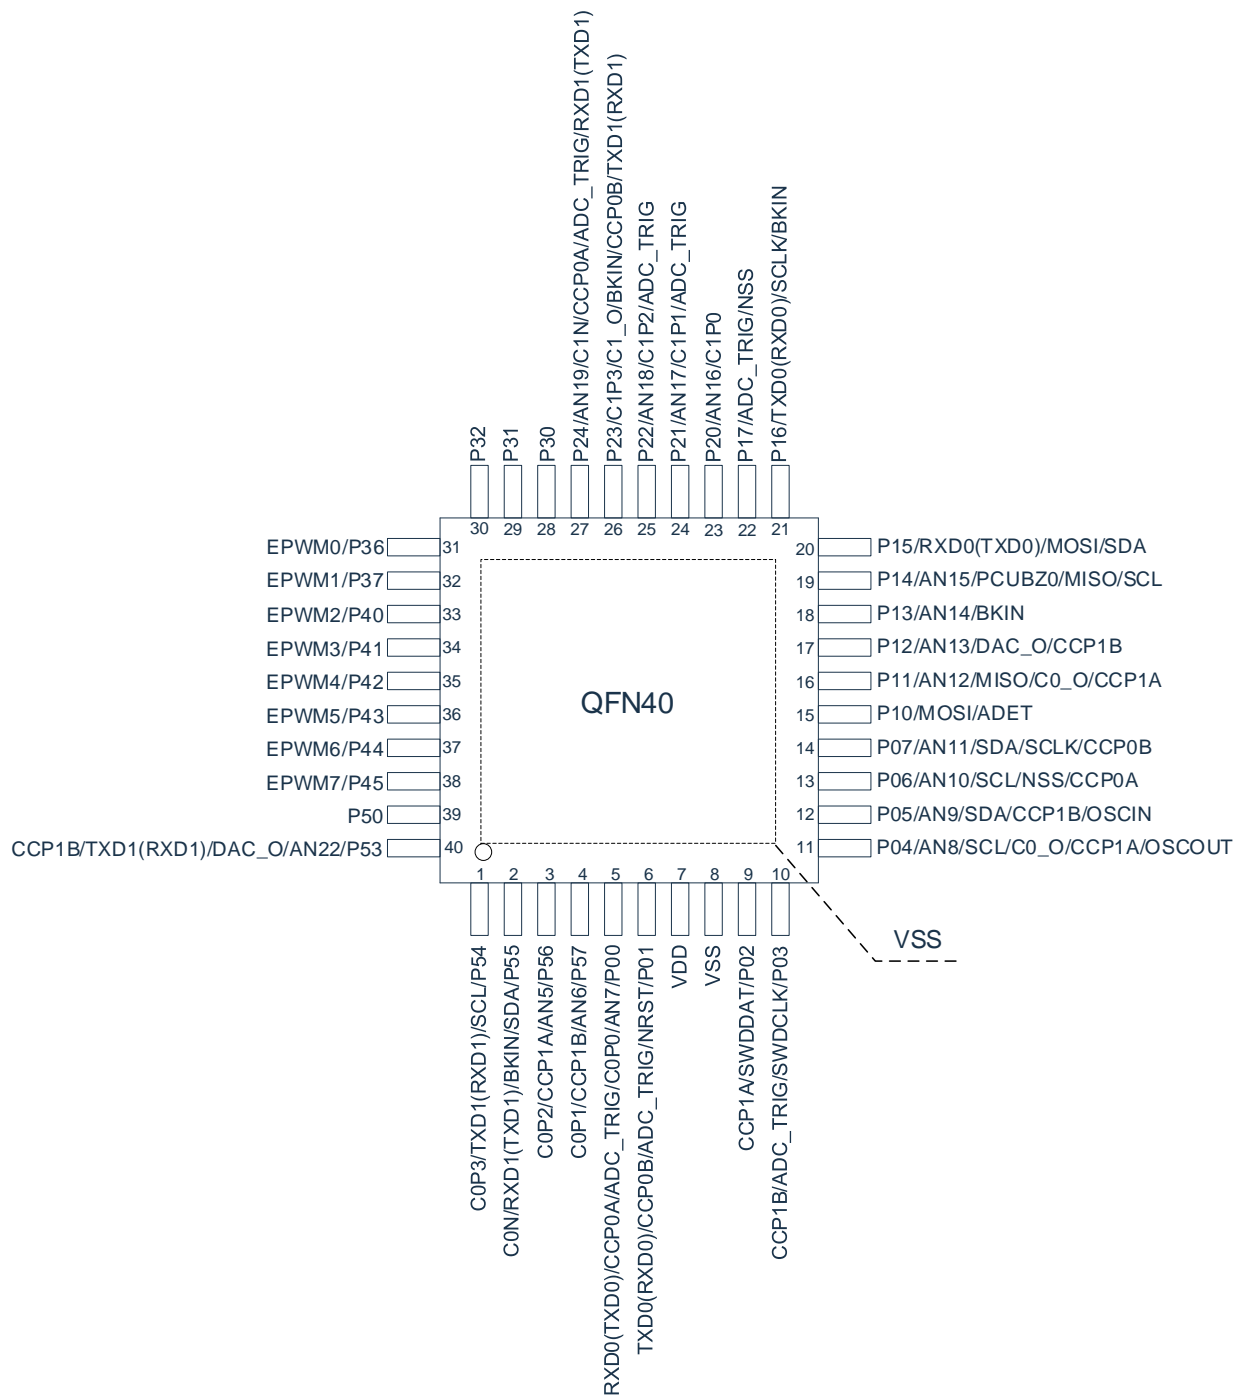 P32
P31
P30
P24/AN19/C1N/CCP0A/ADC_TRIG/RXD1(TXD1)
P23/C1P3/C1_O/BKIN/CCP0B/TXD1(RXD1)
P22/AN18/C1P2/ADC_TRIG
P21/AN17/C1P1/ADC_TRIG
P20/AN16/C1P0
P17/ADC_TRIG/NSS
P16/TXD0(RXD0)/SCLK/BKIN
30 29 28 27 26 25 24 23 22 21
EPWM0/P36 31
EPWM1/P37 32
EPWM2/P40 33
EPWM3/P41 34
EPWM4/P42 35
EPWM5/P43 36
EPWM6/P44 37
EPWM7/P45 38
P50 39
CCP1B/TXD1(RXD1)/DAC_O/AN22/P53 40
QFN40
20 P15/RXD0(TXD0)/MOSI/SDA
19 P14/AN15/PCUBZ0/MISO/SCL
18 P13/AN14/BKIN
17 P12/AN13/DAC_O/CCP1B
16 P11/AN12/MISO/C0_O/CCP1A
15 P10/MOSI/ADET
14 P07/AN11/SDA/SCLK/CCP0B
13 P06/AN10/SCL/NSS/CCP0A
12 P05/AN9/SDA/CCP1B/OSCIN
11 P04/AN8/SCL/C0_O/CCP1A/OSCOUT
1 2 3 4 5 6 7 8 9 10
C0P3/TXD1(RXD1)/SCL/P54
C0N/RXD1(TXD1)/BKIN/SDA/P55
C0P2/CCP1A/AN5/P56
C0P1/CCP1B/AN6/P57
RXD0(TXD0)/CCP0A/ADC_TRIG/C0P0/AN7/P00
TXD0(RXD0)/CCP0B/ADC_TRIG/NRST/P01
VDD
VSS
CCP1A/SWDDAT/P02
CCP1B/ADC_TRIG/SWDCLK/P03
VSS